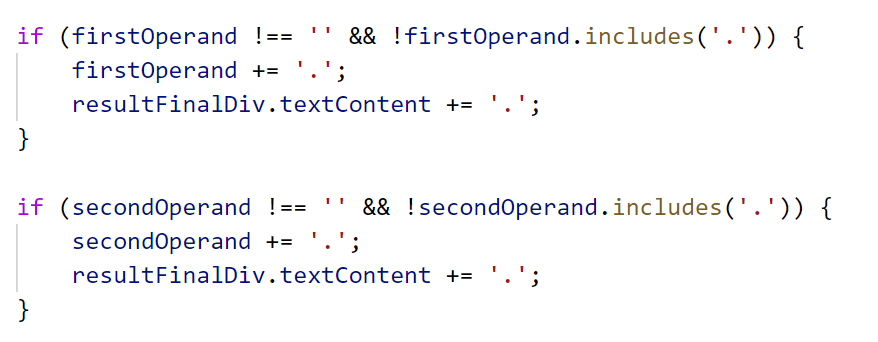 if (firstOperand !== '' && !firstOperand.includes('.')) {
    firstOperand += '.';
    resultFinalDiv.textContent += '.';
}

if (secondOperand !== '' && !secondOperand.includes('.')) {
    secondOperand += '.';
    resultFinalDiv.textContent += '.';
}